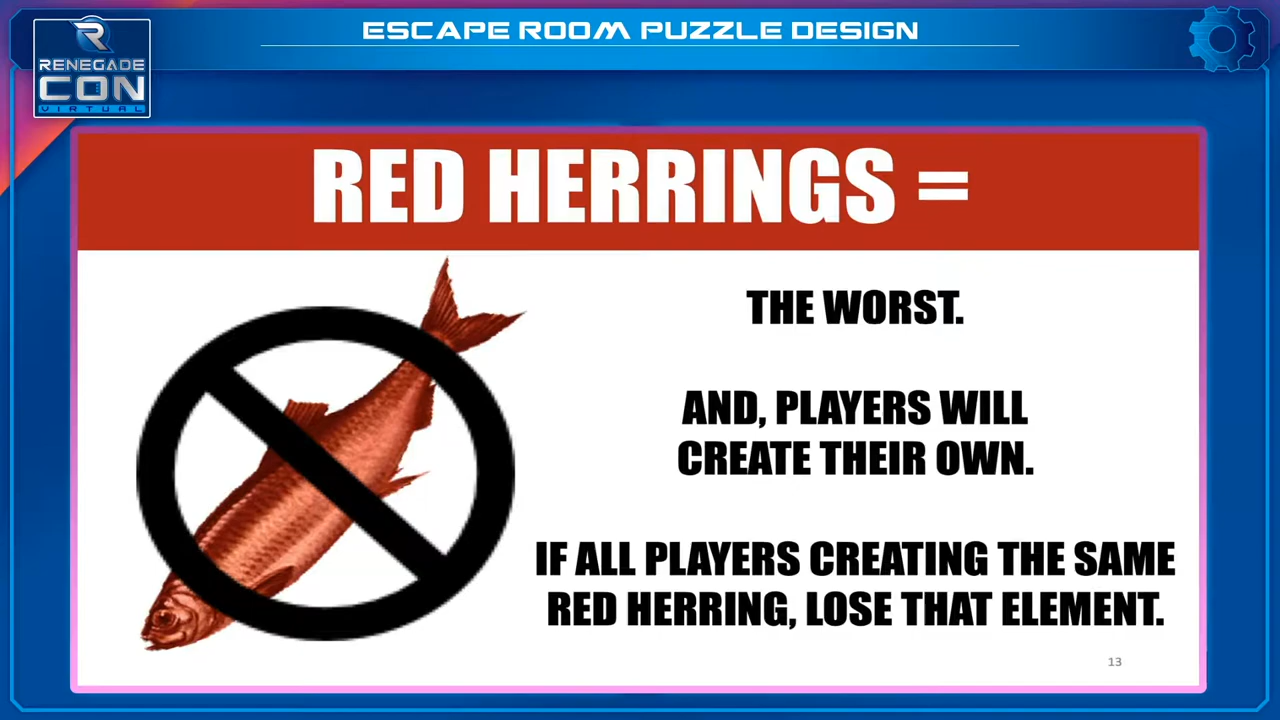 ESCAPE ROOM PUZZLE DESIGN
RENEGADE
CON
VIRTUAL
RED HERRINGS =
THE WORST.
AND, PLAYERS WILL
CREATE THEIR OWN.
IF ALL PLAYERS CREATING THE SAME
RED HERRING, LOSE THAT ELEMENT.
13